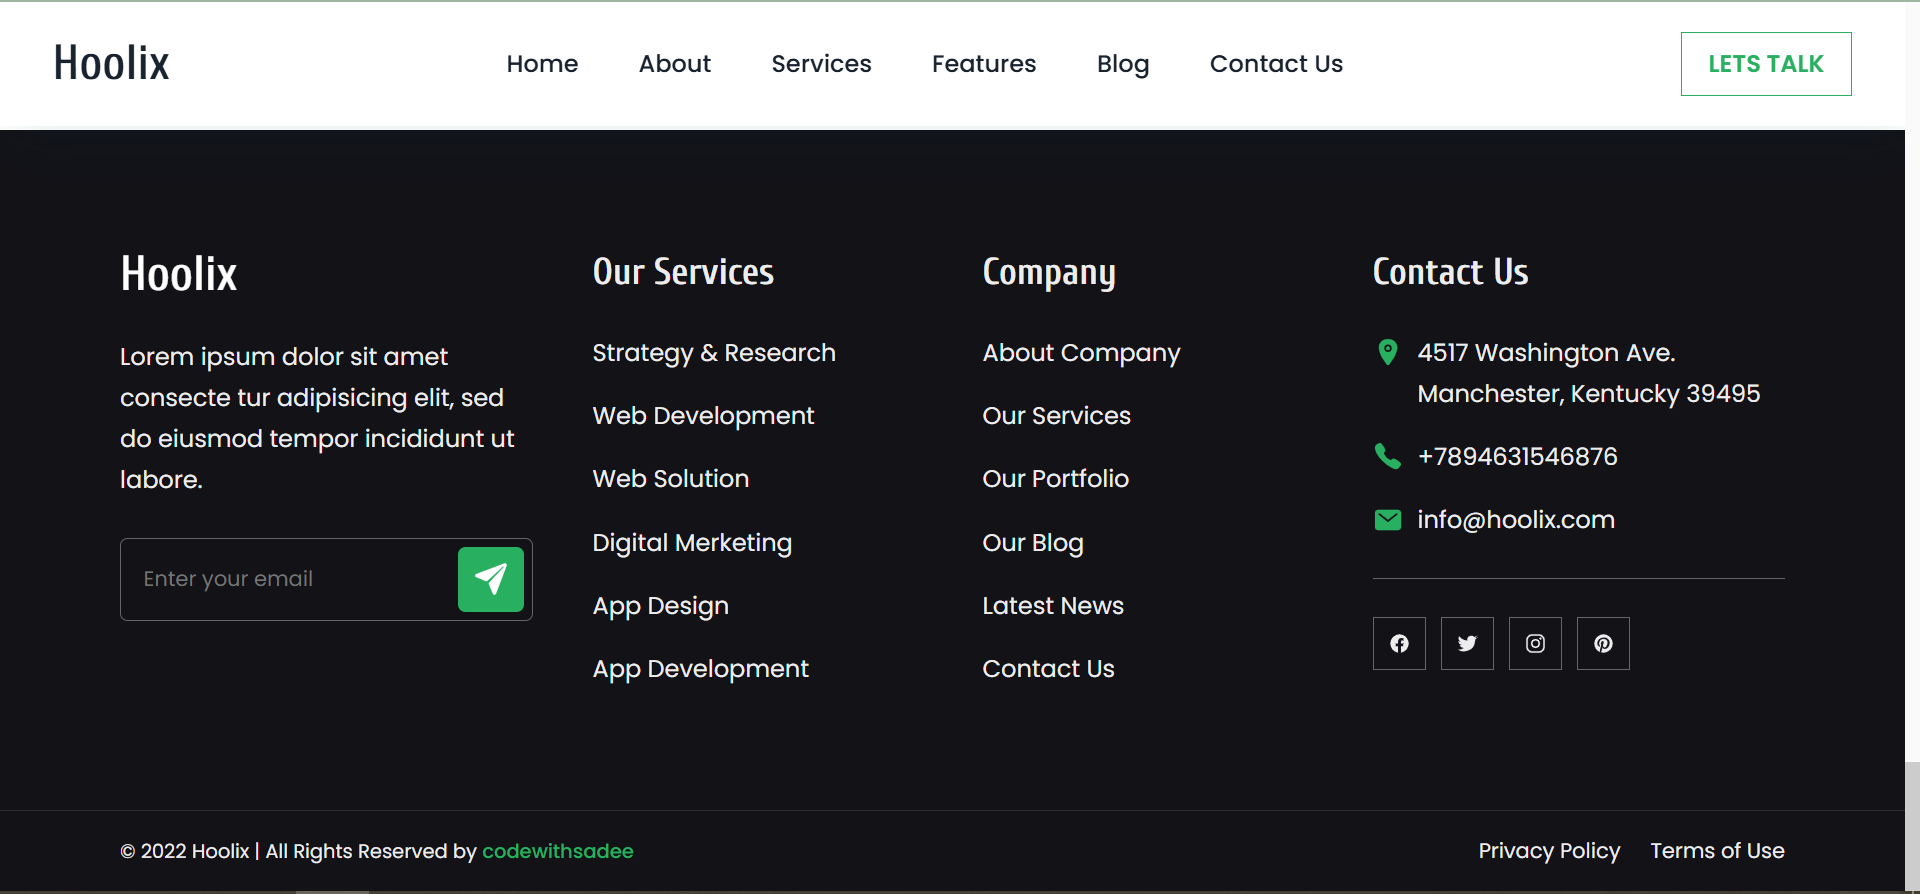 Hoolix
Home About Services Features Blog Contact Us
LETS TALK
Hoolix
Lorem ipsum dolor sit amet
consecte tur adipisicing elit, sed
do eiusmod tempor incididunt ut
labore.
Enter your email
Our Services
Strategy & Research
Web Development
Web Solution
Digital Merketing
App Design
App Development
Company
About Company
Our Services
Our Portfolio
Our Blog
Latest News
Contact Us
Contact Us
4517 Washington Ave.
Manchester, Kentucky 39495
+7894631546876
info@hoolix.com
© 2022 Hoolix | All Rights Reserved by codewithsadee
Privacy Policy Terms of Use